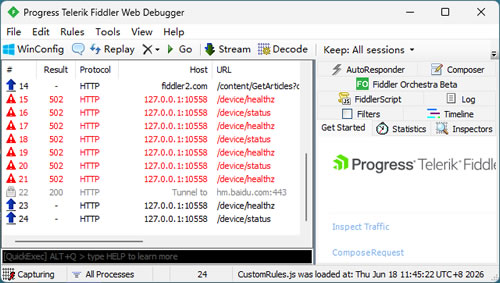 Progress Telerik Fiddler Web Debugger
File Edit Rules Tools View Help
WinConfig Replay Go Stream Decode Keep: All sessions
# Result Protocol Host URL
14 - HTTP fiddler2.com /content/GetArticles?c
15 502 HTTP 127.0.0.1:10558 /device/healthz
16 502 HTTP 127.0.0.1:10558 /device/status
17 502 HTTP 127.0.0.1:10558 /device/healthz
18 502 HTTP 127.0.0.1:10558 /device/status
19 502 HTTP 127.0.0.1:10558 /device/healthz
20 502 HTTP 127.0.0.1:10558 /device/status
21 502 HTTP 127.0.0.1:10558 /device/healthz
22 200 HTTP Tunnel to hm.baidu.com:443
23 - HTTP 127.0.0.1:10558 /device/healthz
24 - HTTP 127.0.0.1:10558 /device/status
[QuickExec] ALT+Q > type HELP to learn more
AutoResponder Composer
FO Fiddler Orchestra Beta
FiddlerScript Log
Filters Timeline
Get Started Statistics Inspectors
Progress Telerik Fiddler
Inspect Traffic
ComposeRequest
Capturing All Processes 24 CustomRules.js was loaded at: Thu Jun 18 11:45:22 UTC+8 2026